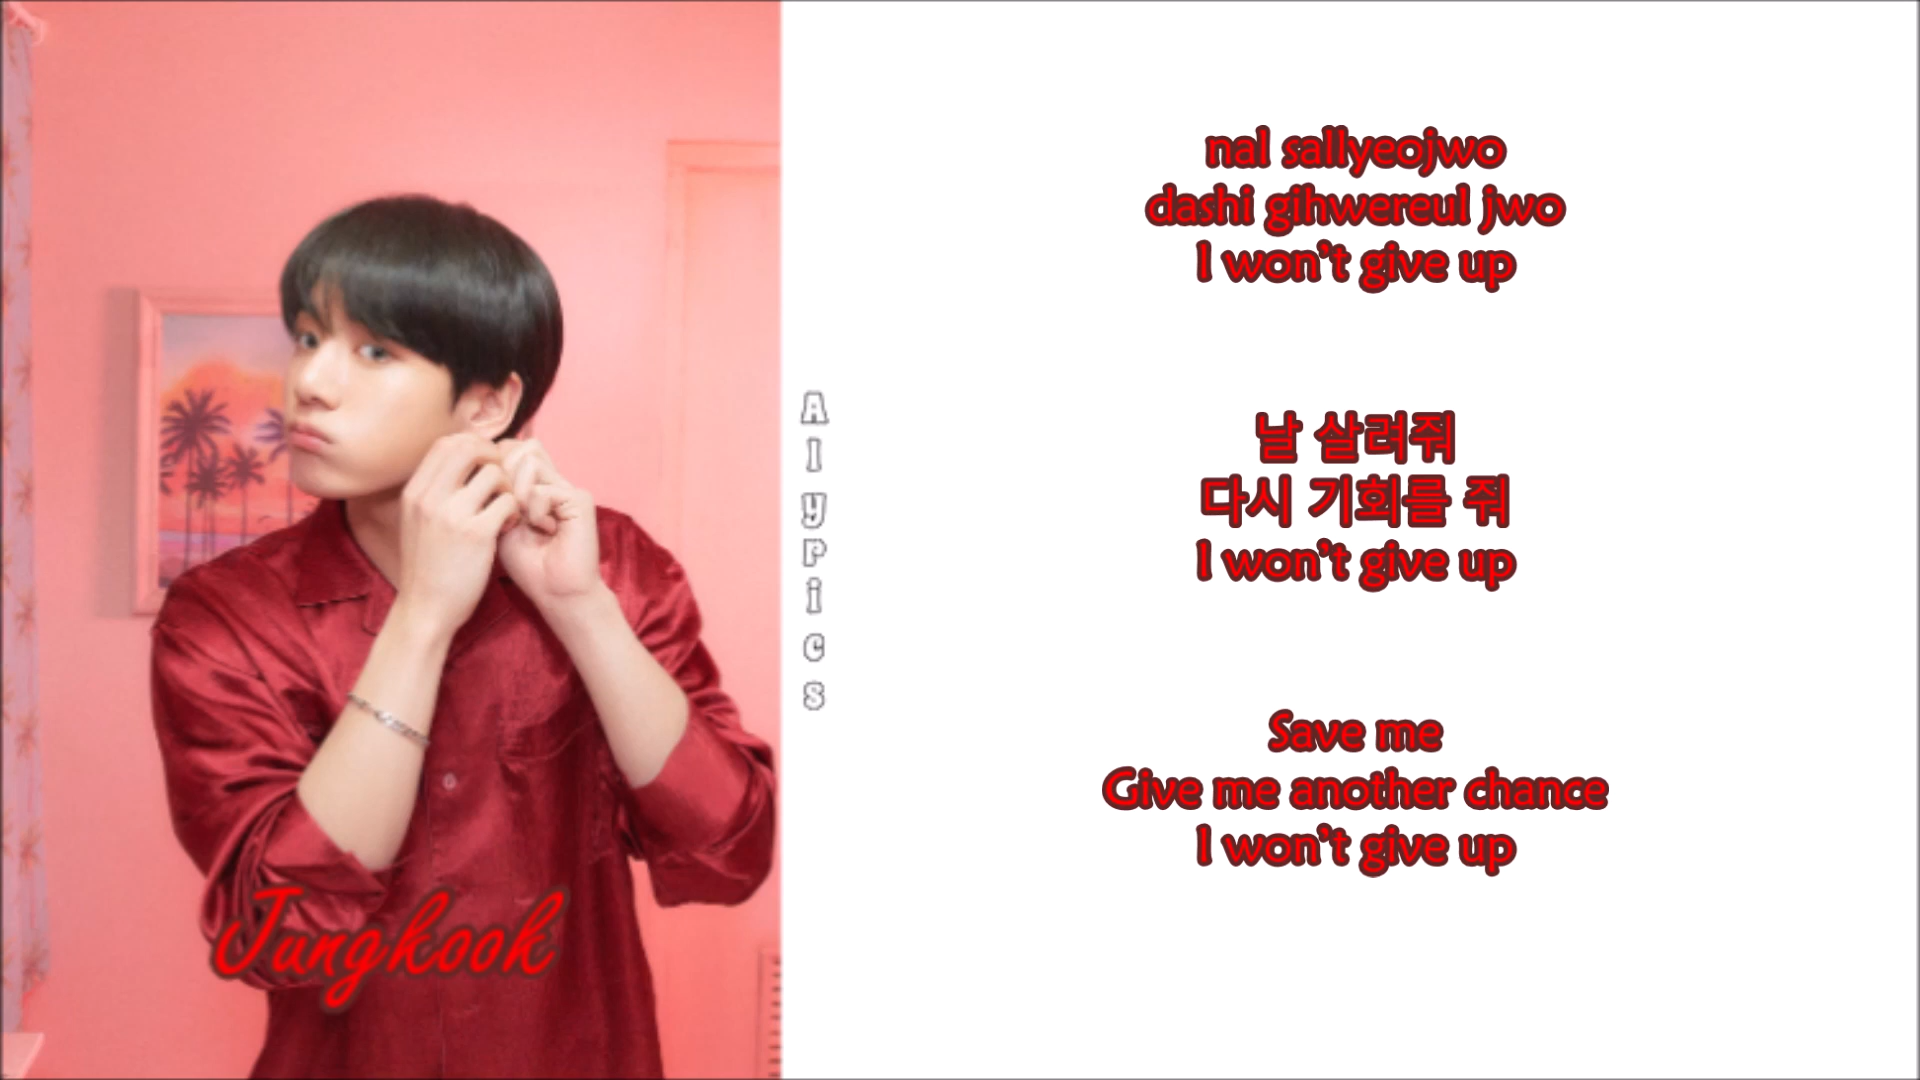 Jungkook
Alyrics
nal sallyeojwo
dashi gihwereul jwo
I won't give up
날 살려줘
다시 기회를 줘
I won't give up
Save me
Give me another chance
I won't give up